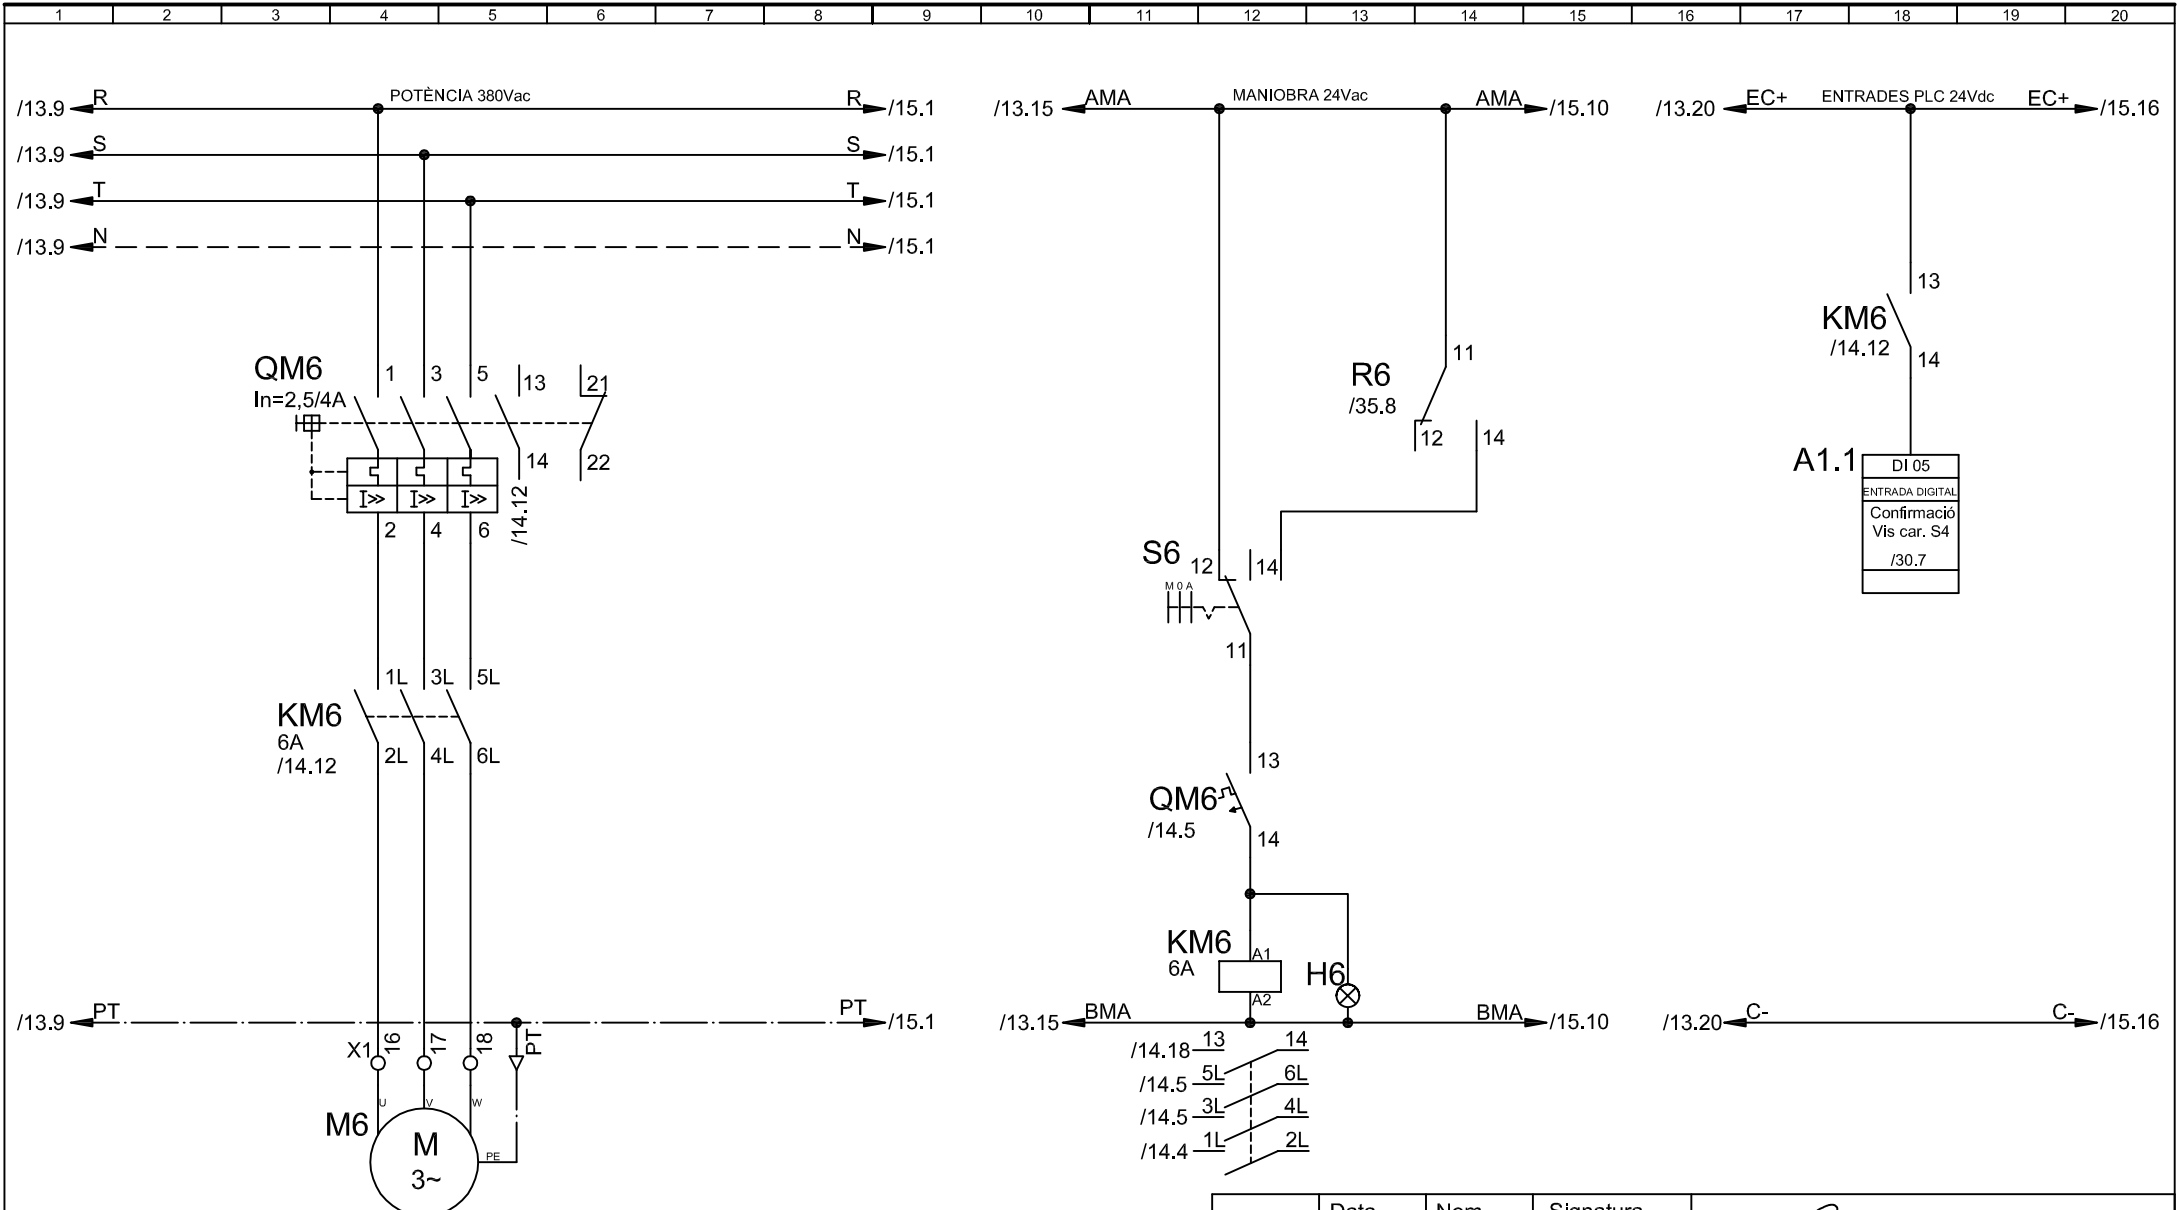 1 2 3 4 5 6 7 8 9 10 11 12 13 14 15 16 17 18 19 20
/13.9 R POTÈNCIA 380Vac R /15.1
/13.15 AMA MANIOBRA 24Vac AMA /15.10
/13.20 EC+ ENTRADES PLC 24Vdc EC+ /15.16
/13.9 S S /15.1
/13.9 T T /15.1
/13.9 N N /15.1
QM6
In=2,5/4A
1 3 5 13 21
I>> I>> I>>
2 4 6 14 22
/14.12
KM6
6A
/14.12
1L 3L 5L
2L 4L 6L
/13.9 PT PT /15.1
X1 16 17 18 PT
U V W
M6
M
3~
PE
R6
/35.8
11
12 14
S6
12 14
M 0 A
11
13
QM6
/14.5
14
KM6
6A
A1
A2
H6
/13.15 BMA BMA /15.10
/14.18 13 14
/14.5 5L 6L
/14.5 3L 4L
/14.4 1L 2L
13
KM6
/14.12
14
A1.1
DI 05
ENTRADA DIGITAL
Confirmació
Vis car. S4
/30.7
/13.20 C- C- /15.16
Data Nom Signatura